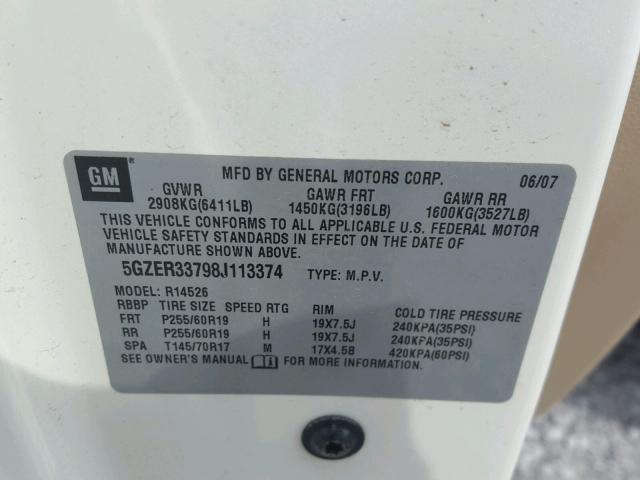 GM ®
MFD BY GENERAL MOTORS CORP. 06/07
GVWR GAWR FRT GAWR RR
2908KG(6411LB) 1450KG(3196LB) 1600KG(3527LB)
THIS VEHICLE CONFORMS TO ALL APPLICABLE U.S. FEDERAL MOTOR
VEHICLE SAFETY STANDARDS IN EFFECT ON THE DATE OF
MANUFACTURE SHOWN ABOVE.
5GZER33798J113374 TYPE: M.P.V.
MODEL: R14526
RBBP TIRE SIZE SPEED RTG RIM COLD TIRE PRESSURE
FRT P255/60R19 H 19X7.5J 240KPA(35PSI)
RR P255/60R19 H 19X7.5J 240KPA(35PSI)
SPA T145/70R17 M 17X4.5B 420KPA(60PSI)
SEE OWNER'S MANUAL FOR MORE INFORMATION.